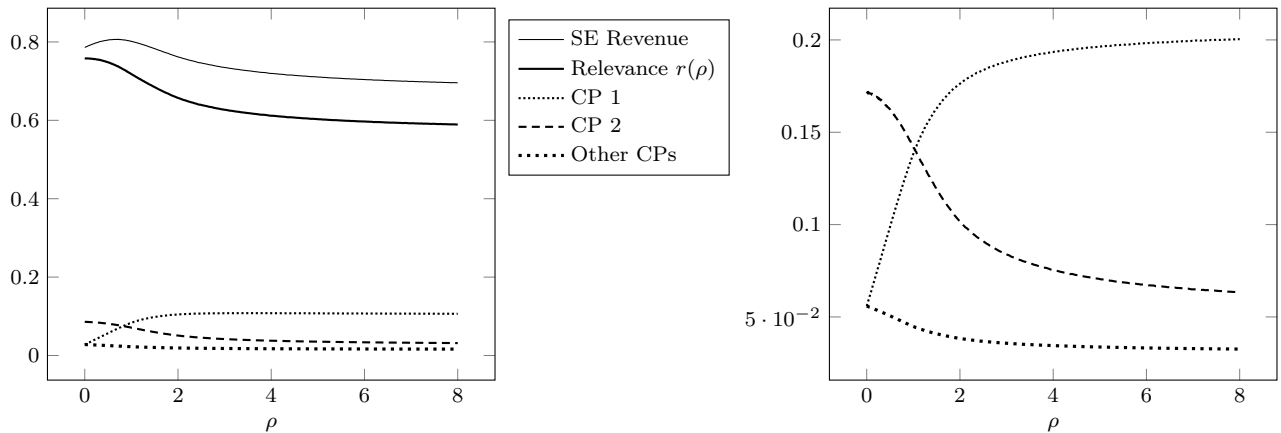 0.8
0.6
0.4
0.2
0
0 2 4 6 8
ρ
SE Revenue
Relevance r(ρ)
CP 1
CP 2
Other CPs
0.2
0.15
0.1
5 · 10⁻²
0 2 4 6 8
ρ